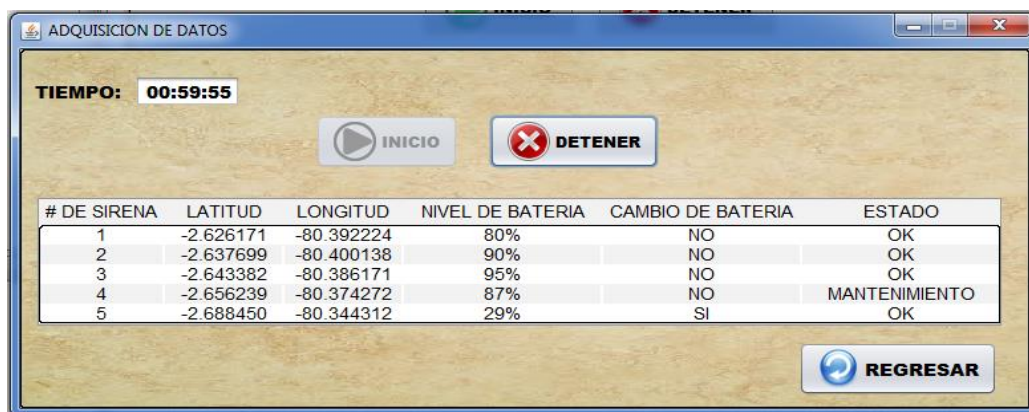 ADQUISICION DE DATOS
TIEMPO: 00:59:55
INICIO DETENER
# DE SIRENA LATITUD LONGITUD NIVEL DE BATERIA CAMBIO DE BATERIA ESTADO
1 -2.626171 -80.392224 80% NO OK
2 -2.637699 -80.400138 90% NO OK
3 -2.643382 -80.386171 95% NO OK
4 -2.656239 -80.374272 87% NO MANTENIMIENTO
5 -2.688450 -80.344312 29% SI OK
REGRESAR